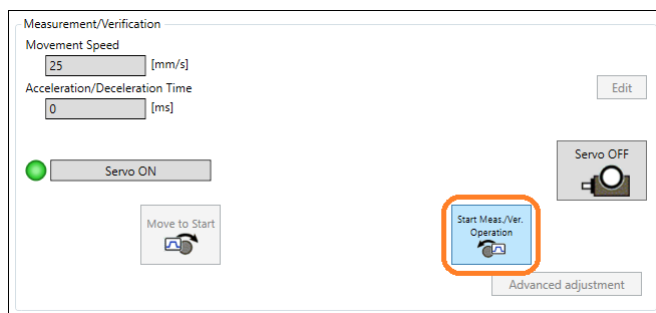 Measurement/Verification
Movement Speed
25 [mm/s]
Acceleration/Deceleration Time
0 [ms]
Edit
Servo ON
Servo OFF
Move to Start
Start Meas./Ver.
Operation
Advanced adjustment